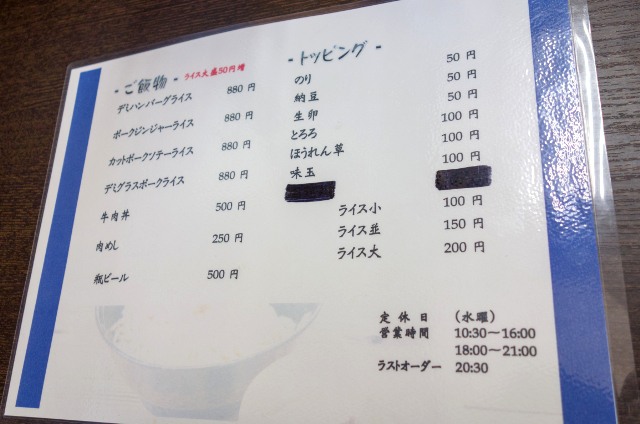 - ご飯物 - ライス大盛50円増
デミハンバーグライス 880 円
ポークジンジャーライス 880 円
カットポークソテーライス 880 円
デミグラスポークライス 880 円
牛肉丼 500 円
肉めし 250 円
瓶ビール 500 円
- トッピング -
のり 50 円
納豆 50 円
生卵 50 円
とろろ 100 円
ほうれん草 100 円
味玉 100 円
ライス小 100 円
ライス並 150 円
ライス大 200 円
定休日 (水曜)
営業時間 10:30〜16:00
18:00〜21:00
ラストオーダー 20:30